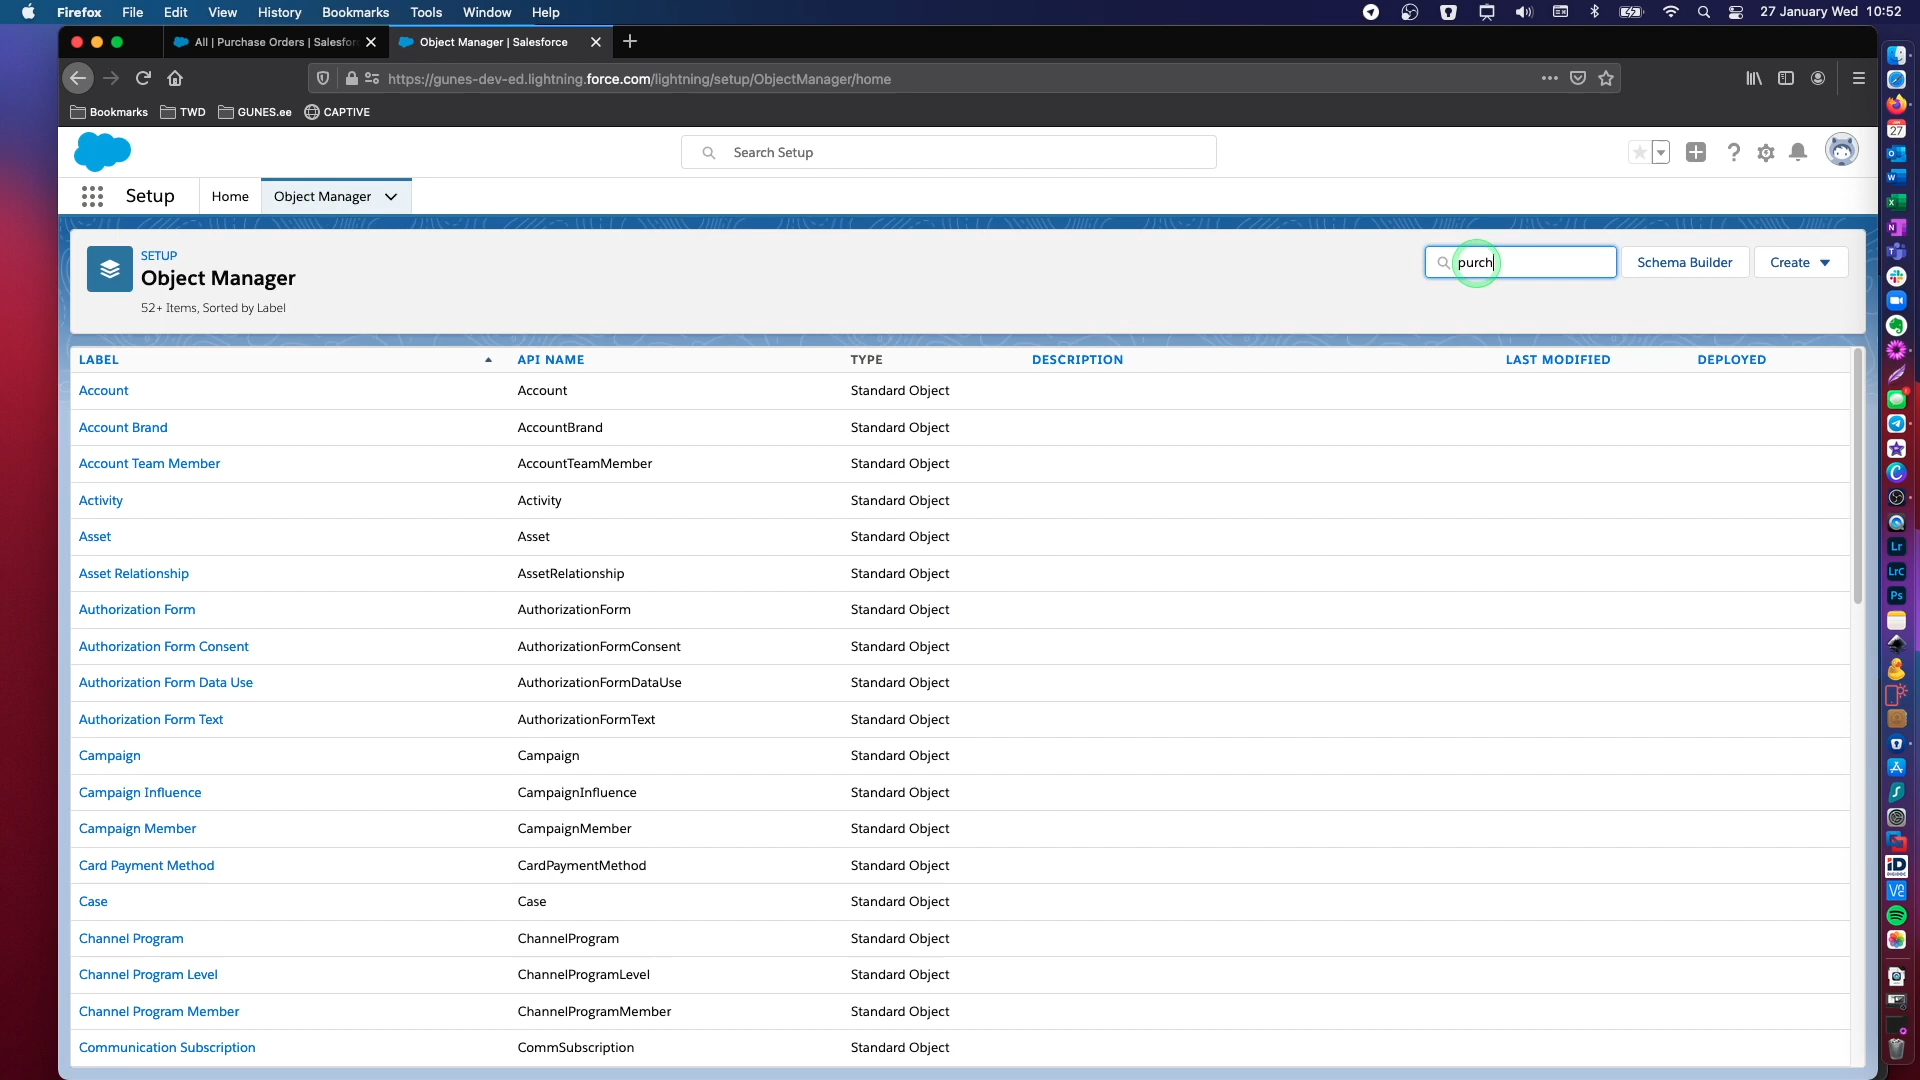 Firefox File Edit View History Bookmarks Tools Window Help 27 January Wed 10:52
All | Purchase Orders | Salesfor
Object Manager | Salesforce
https://gunes-dev-ed.lightning.force.com/lightning/setup/ObjectManager/home
Bookmarks TWD GUNES.ee CAPTIVE
Search Setup
Setup Home Object Manager
SETUP
Object Manager
52+ Items, Sorted by Label
purch
Schema Builder
Create
LABEL API NAME TYPE DESCRIPTION LAST MODIFIED DEPLOYED
Account Account Standard Object
Account Brand AccountBrand Standard Object
Account Team Member AccountTeamMember Standard Object
Activity Activity Standard Object
Asset Asset Standard Object
Asset Relationship AssetRelationship Standard Object
Authorization Form AuthorizationForm Standard Object
Authorization Form Consent AuthorizationFormConsent Standard Object
Authorization Form Data Use AuthorizationFormDataUse Standard Object
Authorization Form Text AuthorizationFormText Standard Object
Campaign Campaign Standard Object
Campaign Influence CampaignInfluence Standard Object
Campaign Member CampaignMember Standard Object
Card Payment Method CardPaymentMethod Standard Object
Case Case Standard Object
Channel Program ChannelProgram Standard Object
Channel Program Level ChannelProgramLevel Standard Object
Channel Program Member ChannelProgramMember Standard Object
Communication Subscription CommSubscription Standard Object
27
Lr
LrC
Ps
iD